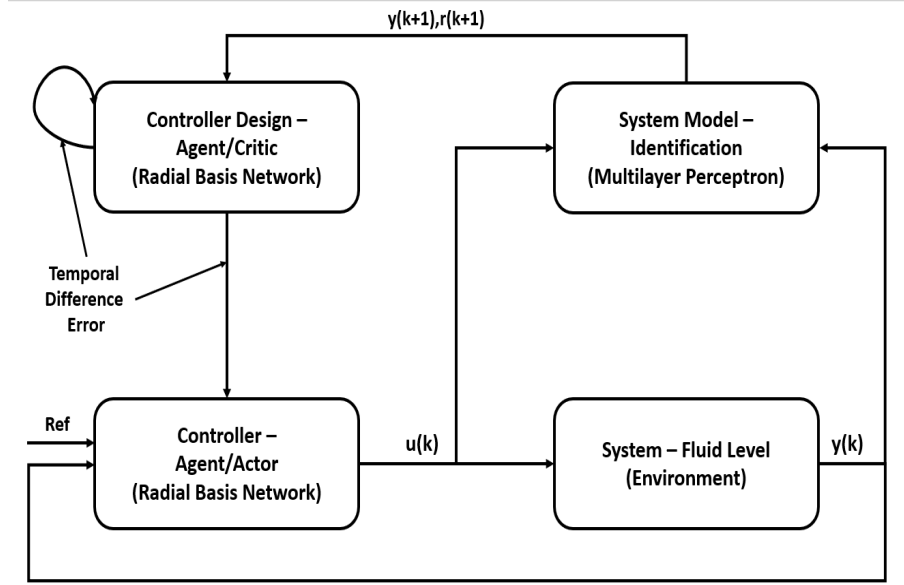 y(k+1),r(k+1)
Controller Design –
Agent/Critic
(Radial Basis Network)
System Model –
Identification
(Multilayer Perceptron)
Temporal
Difference
Error
Ref
Controller –
Agent/Actor
(Radial Basis Network)
u(k)
System – Fluid Level
(Environment)
y(k)